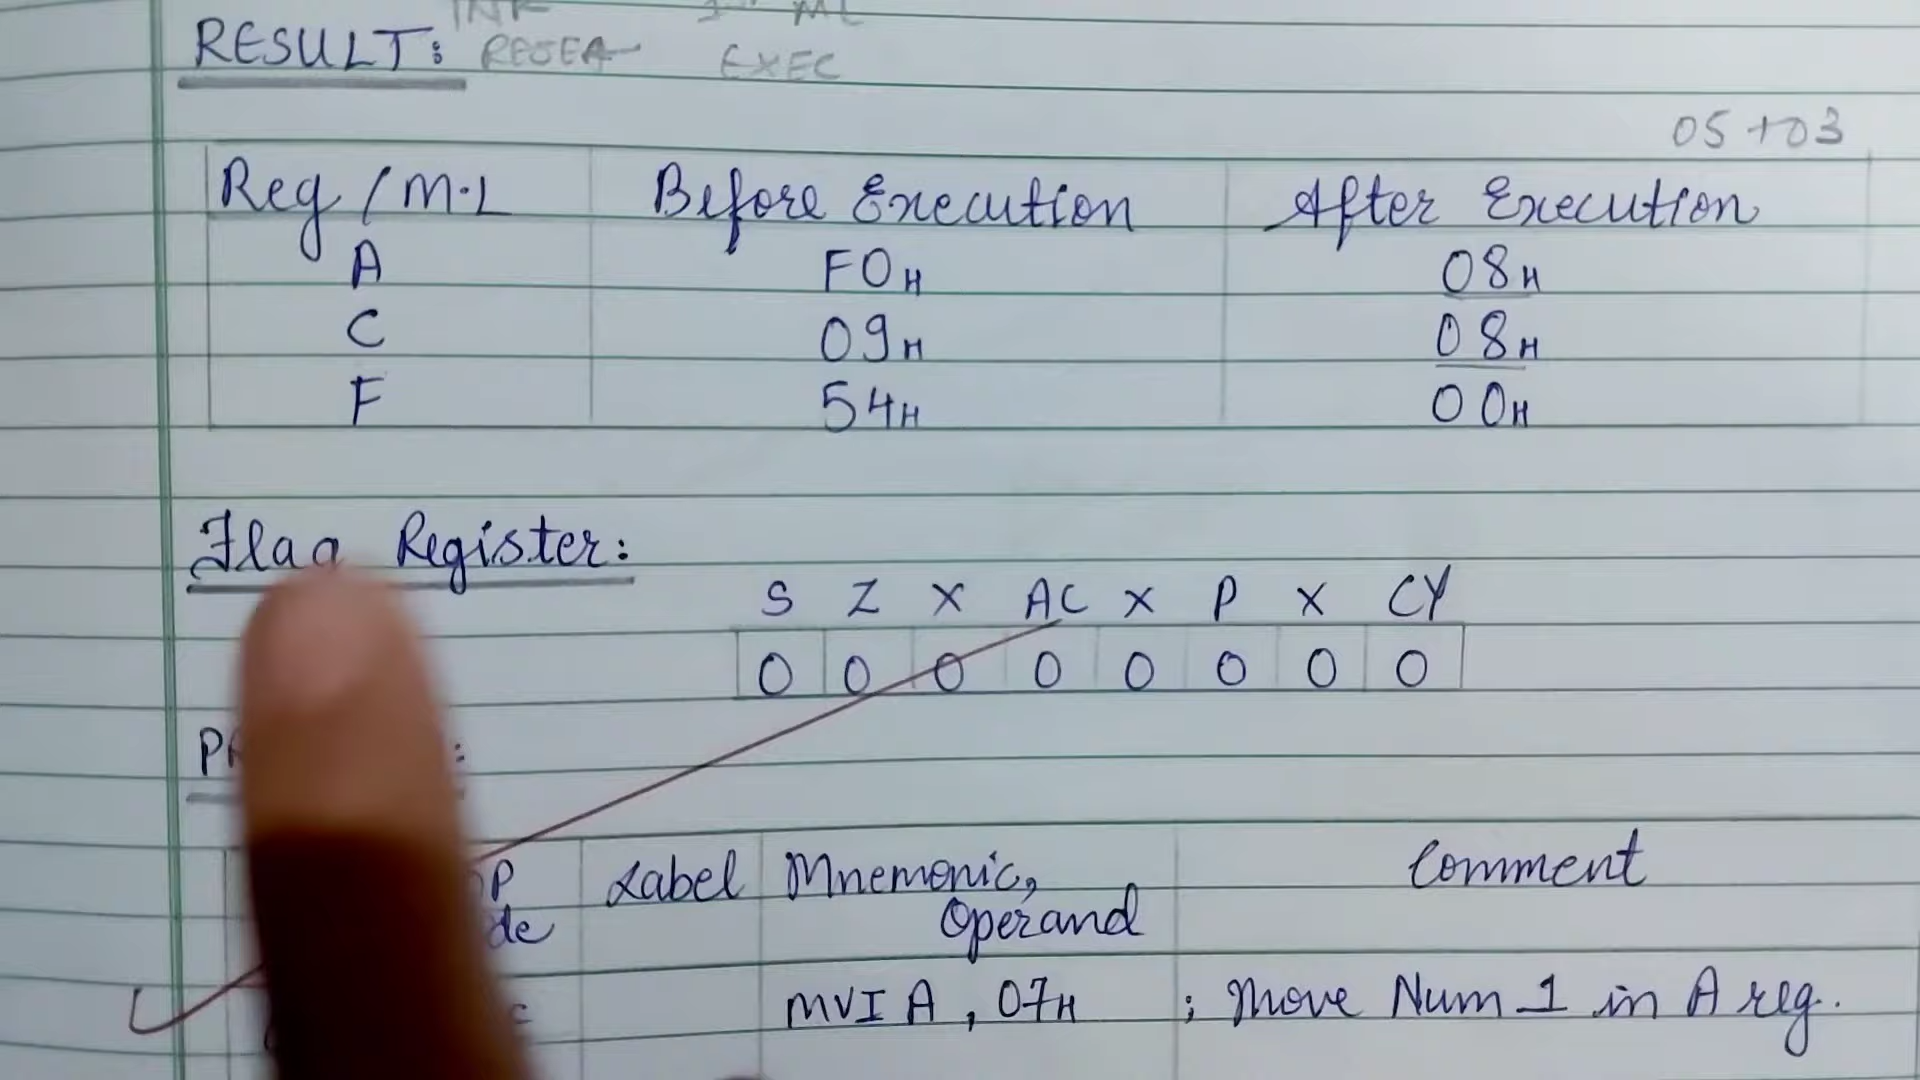 RESULT: EXEC
05 + 03
Reg / M.L Before Execution After Execution
A F0H 08H
C 09H 08H
F 54H 00H
Flag Register:
S Z X AC X P X CY
0 0 0 0 0 0 0 0
Label Mnemonic, Comment
Operand
MVI A, 07H ; Move Num 1 in A reg.